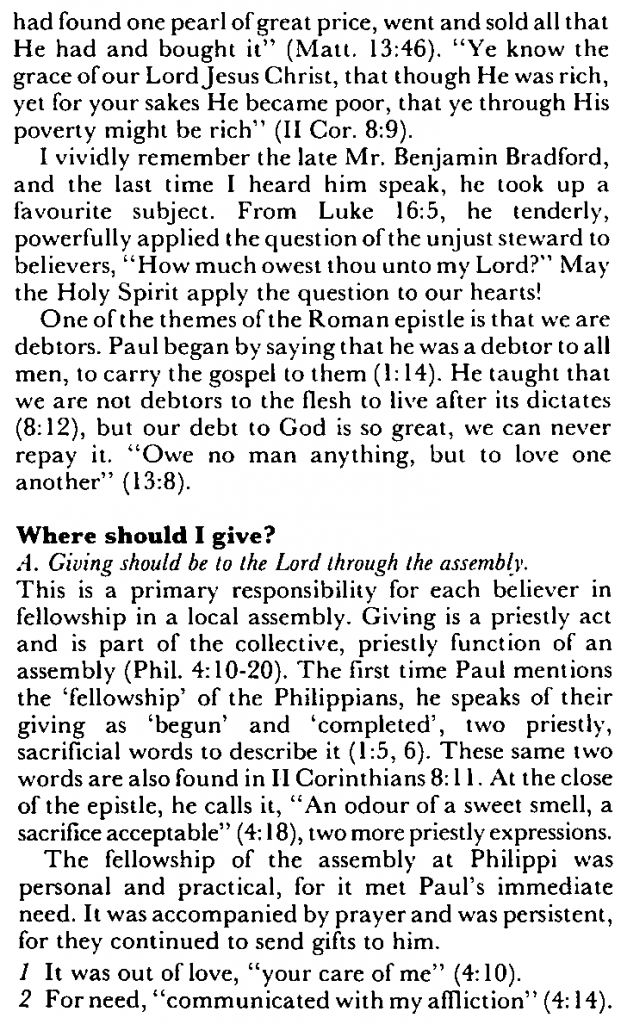 had found one pearl of great price, went and sold all that
He had and bought it" (Matt. 13:46). "Ye know the
grace of our Lord Jesus Christ, that though He was rich,
yet for your sakes He became poor, that ye through His
poverty might be rich" (II Cor. 8:9).
I vividly remember the late Mr. Benjamin Bradford,
and the last time I heard him speak, he took up a
favourite subject. From Luke 16:5, he tenderly,
powerfully applied the question of the unjust steward to
believers, "How much owest thou unto my Lord?" May
the Holy Spirit apply the question to our hearts!
One of the themes of the Roman epistle is that we are
debtors. Paul began by saying that he was a debtor to all
men, to carry the gospel to them (1:14). He taught that
we are not debtors to the flesh to live after its dictates
(8:12), but our debt to God is so great, we can never
repay it. "Owe no man anything, but to love one
another" (13:8).
Where should I give?
A. Giving should be to the Lord through the assembly.
This is a primary responsibility for each believer in
fellowship in a local assembly. Giving is a priestly act
and is part of the collective, priestly function of an
assembly (Phil. 4:10-20). The first time Paul mentions
the 'fellowship' of the Philippians, he speaks of their
giving as 'begun' and 'completed', two priestly,
sacrificial words to describe it (1:5, 6). These same two
words are also found in II Corinthians 8:11. At the close
of the epistle, he calls it, "An odour of a sweet smell, a
sacrifice acceptable" (4:18), two more priestly expressions.
The fellowship of the assembly at Philippi was
personal and practical, for it met Paul's immediate
need. It was accompanied by prayer and was persistent,
for they continued to send gifts to him.
1 It was out of love, "your care of me" (4:10).
2 For need, "communicated with my affliction" (4:14).